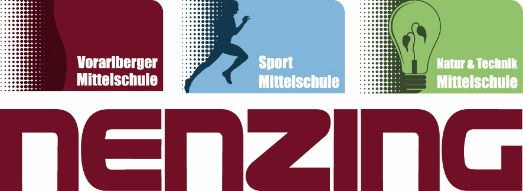 Vorarlberger
Mittelschule
Sport
Mittelschule
Natur & Technik
Mittelschule
NENZING